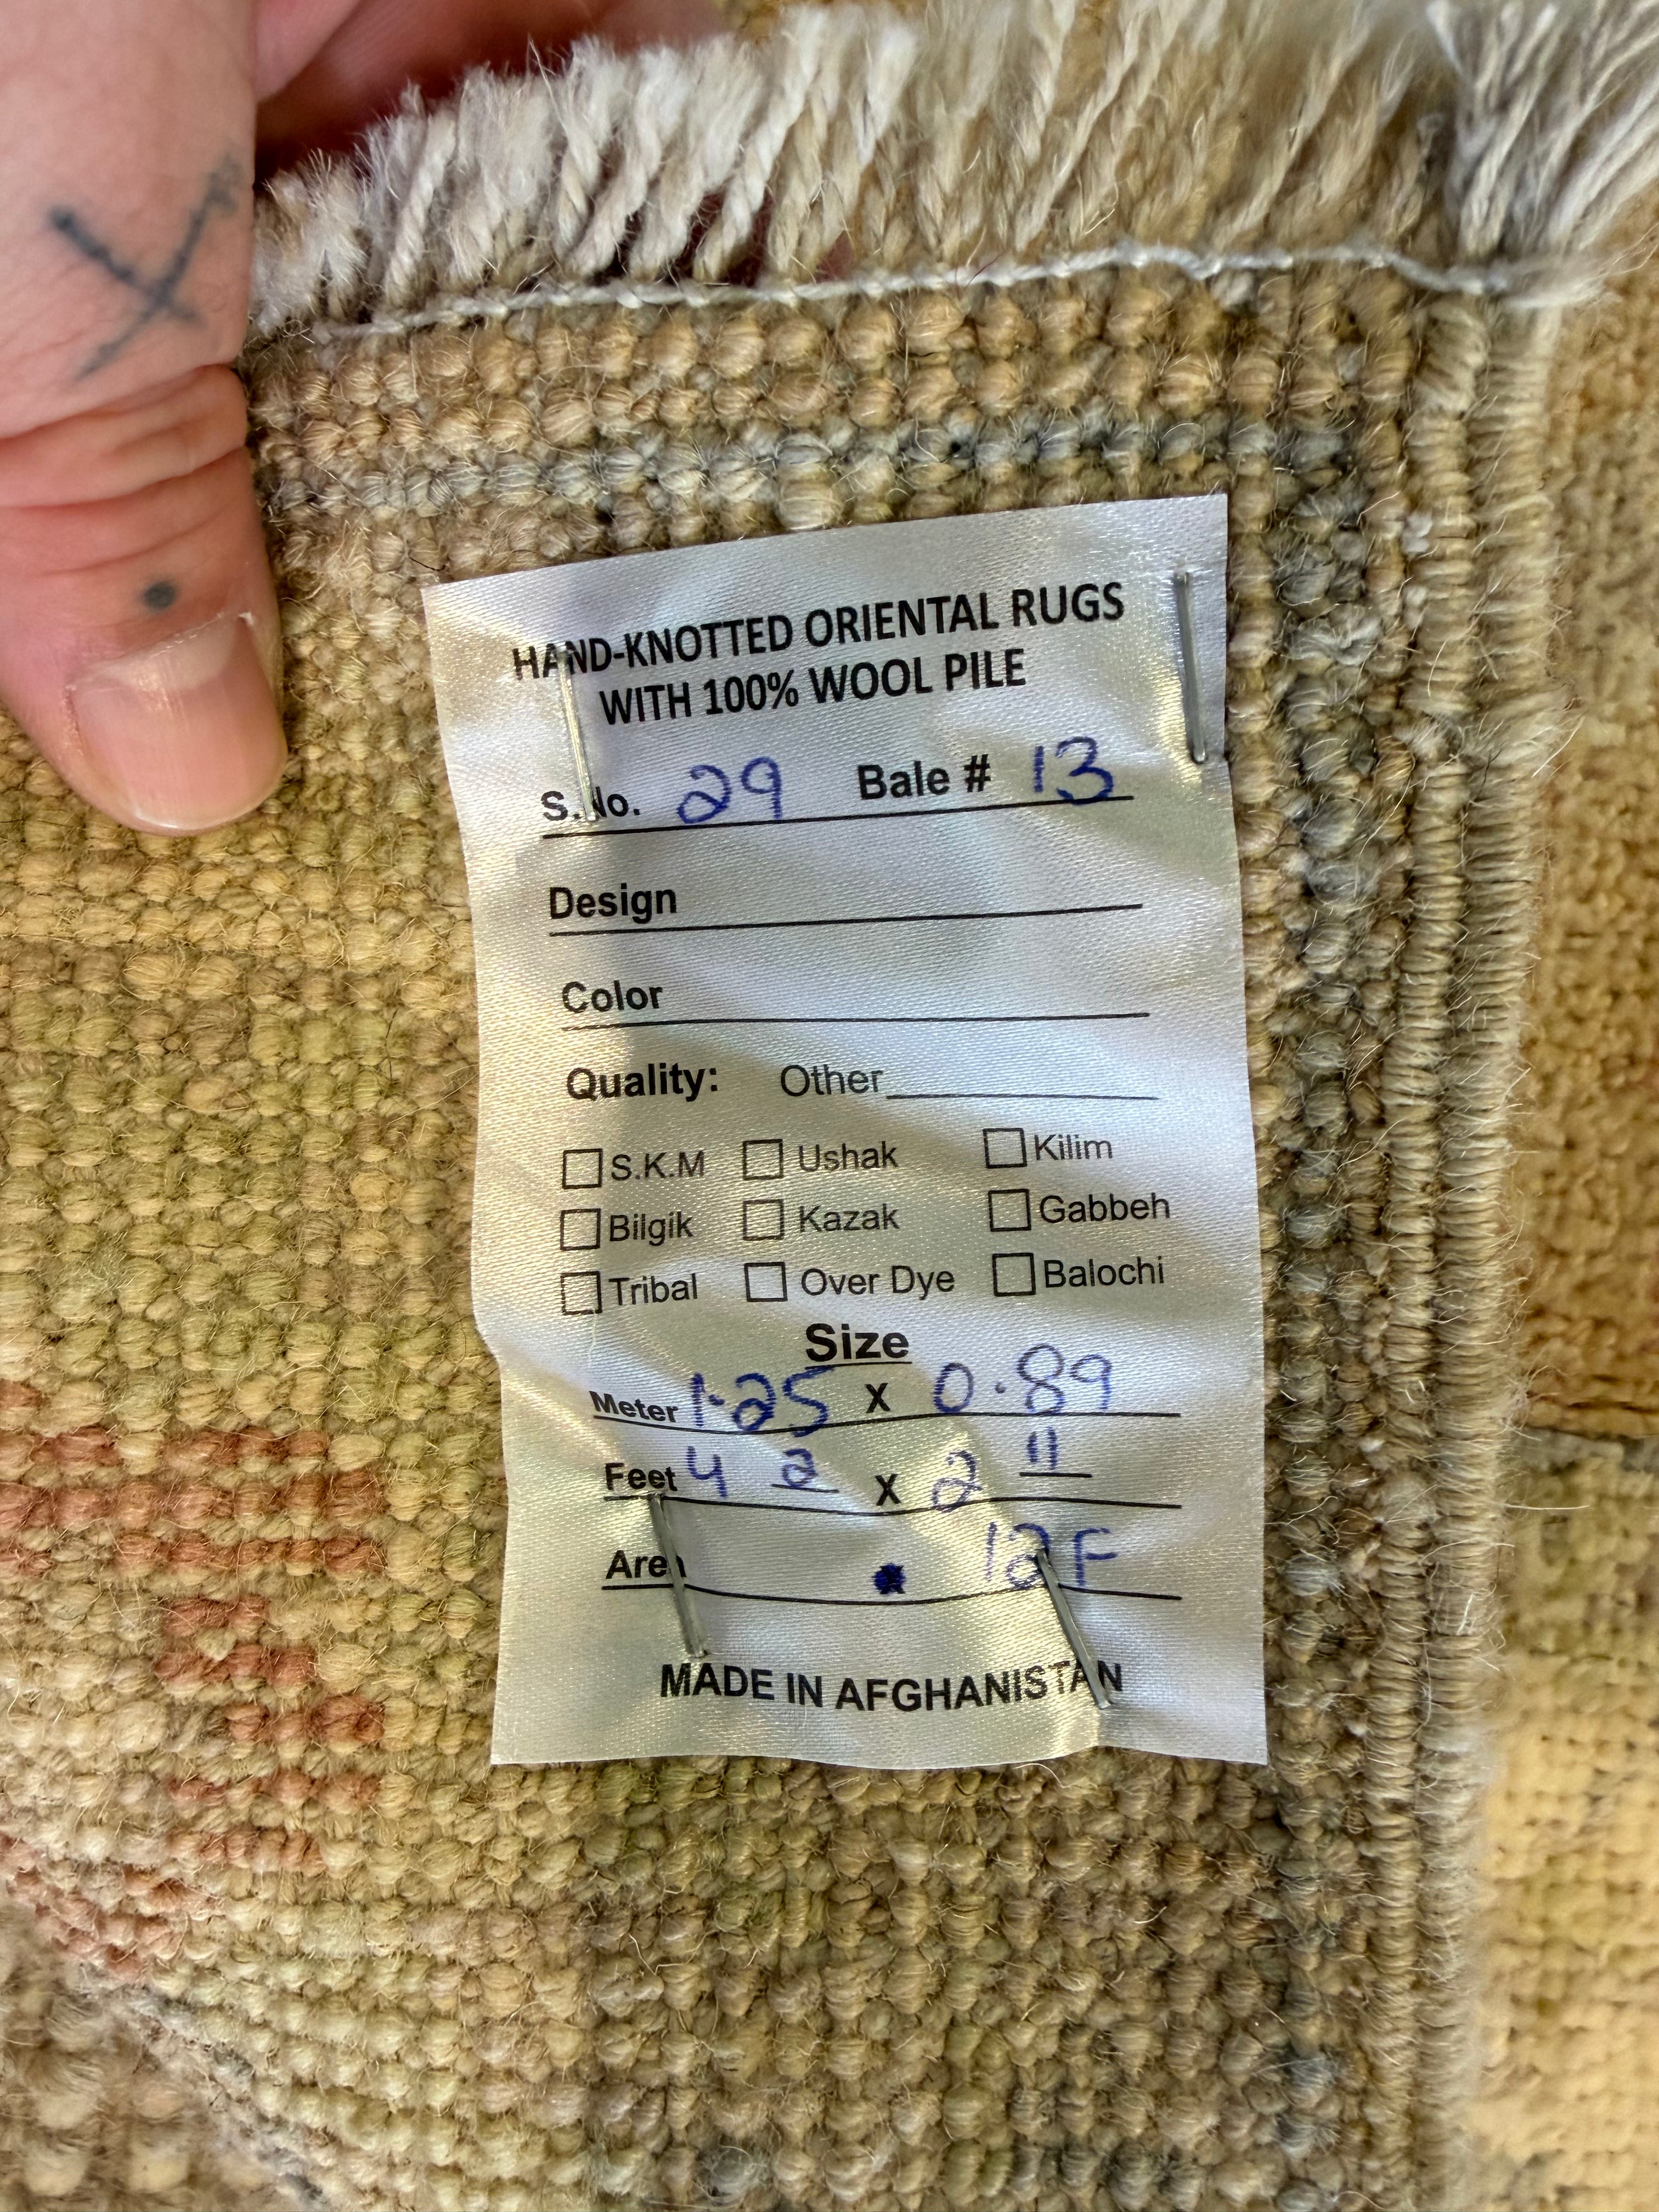 HAND-KNOTTED ORIENTAL RUGS
WITH 100% WOOL PILE
S.No. 29 Bale # 13
Design
Color
Quality: Other
S.K.M Ushak Kilim
Bilgik Kazak Gabbeh
Tribal Over Dye Balochi
Size
Meter 1.25 X 0.89
Feet 4 2 X 2 11
Area 12F
MADE IN AFGHANISTAN